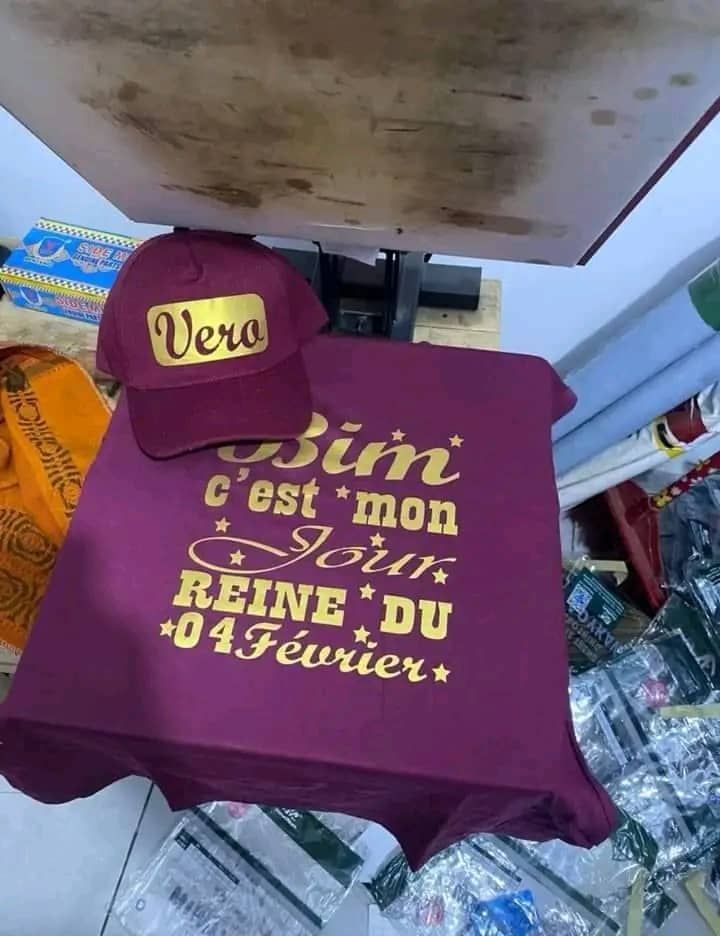 Vero
Bim
c'est mon
Jour
REINE DU
04 Février